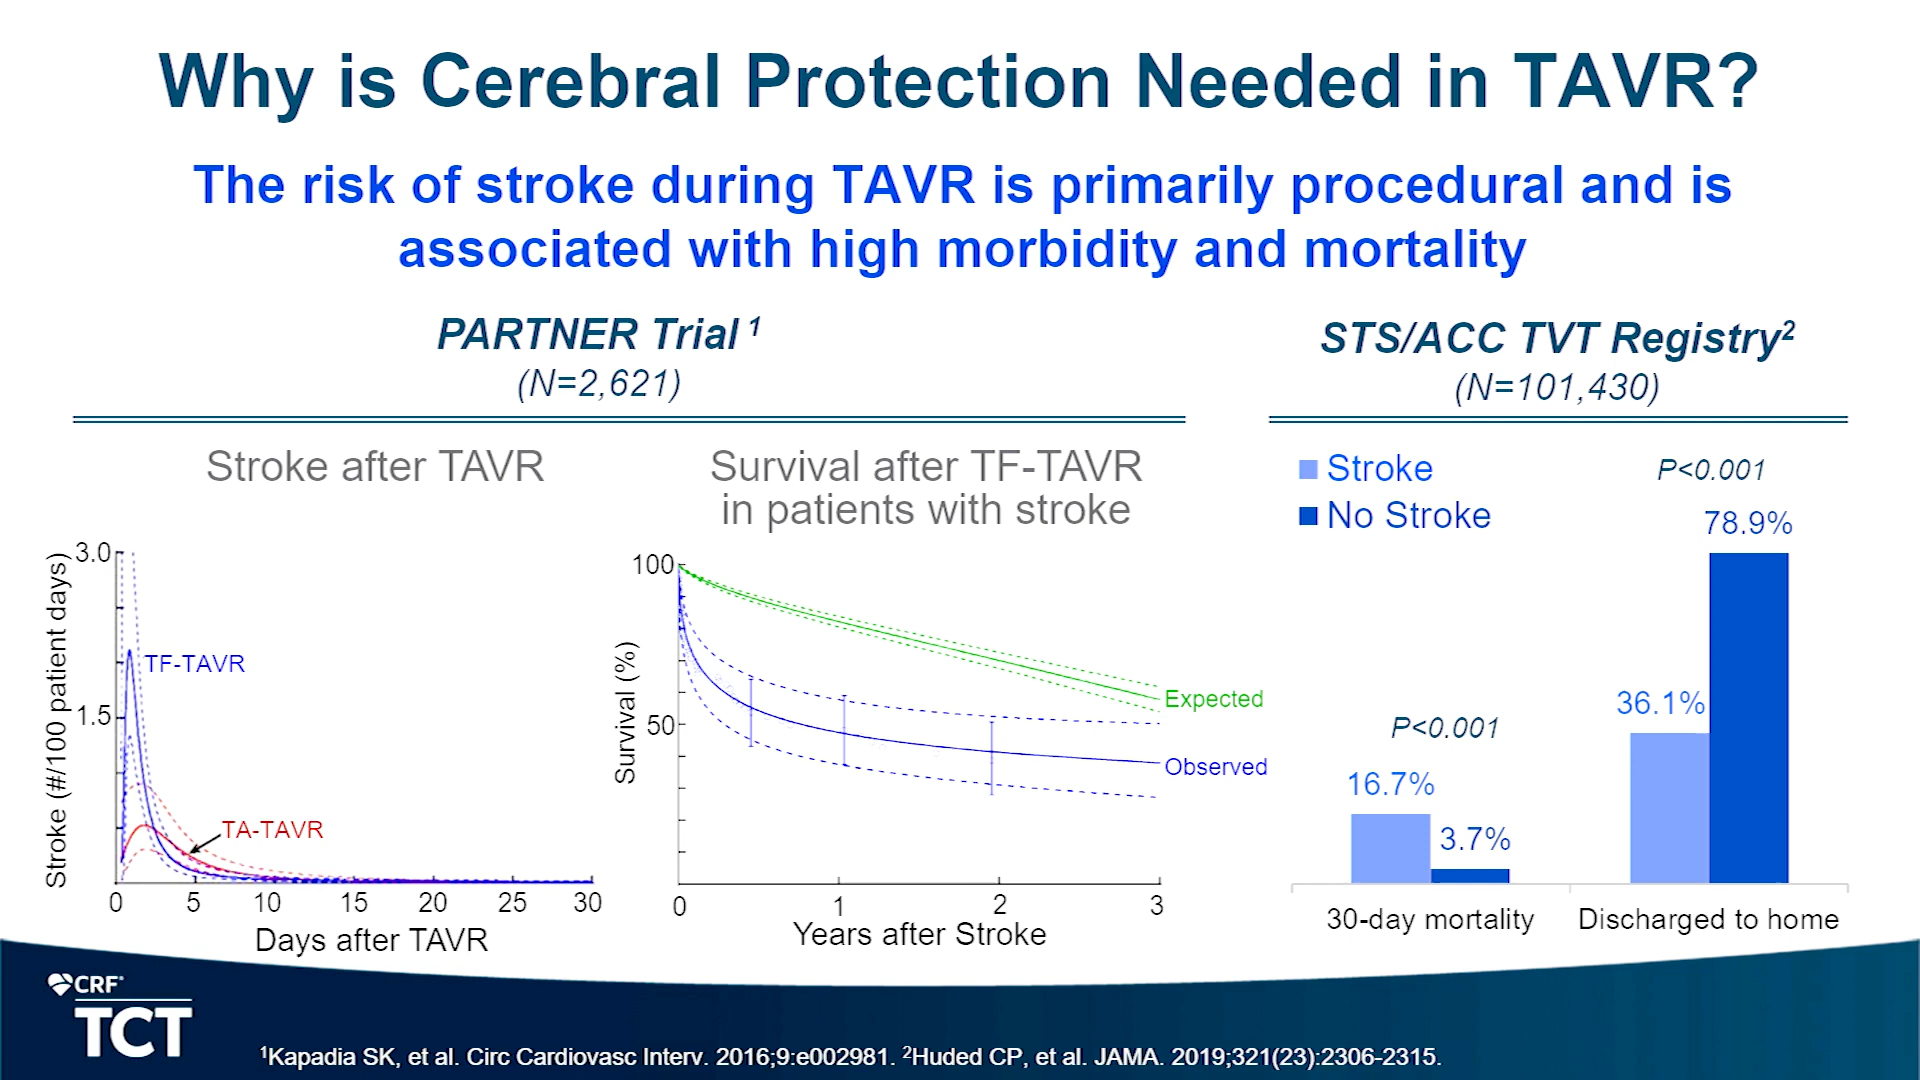 Why is Cerebral Protection Needed in TAVR?
The risk of stroke during TAVR is primarily procedural and is
associated with high morbidity and mortality
PARTNER Trial ¹
(N=2,621)
STS/ACC TVT Registry²
(N=101,430)
Stroke after TAVR
Stroke (#/100 patient days)
3.0
1.5
TF-TAVR
TA-TAVR
0 5 10 15 20 25 30
Days after TAVR
Survival after TF-TAVR
in patients with stroke
Survival (%)
100
50
Expected
Observed
0 1 2 3
Years after Stroke
Stroke
No Stroke
P<0.001
78.9%
36.1%
P<0.001
16.7%
3.7%
30-day mortality
Discharged to home
CRF®
TCT
¹Kapadia SK, et al. Circ Cardiovasc Interv. 2016;9:e002981. ²Huded CP, et al. JAMA. 2019;321(23):2306-2315.